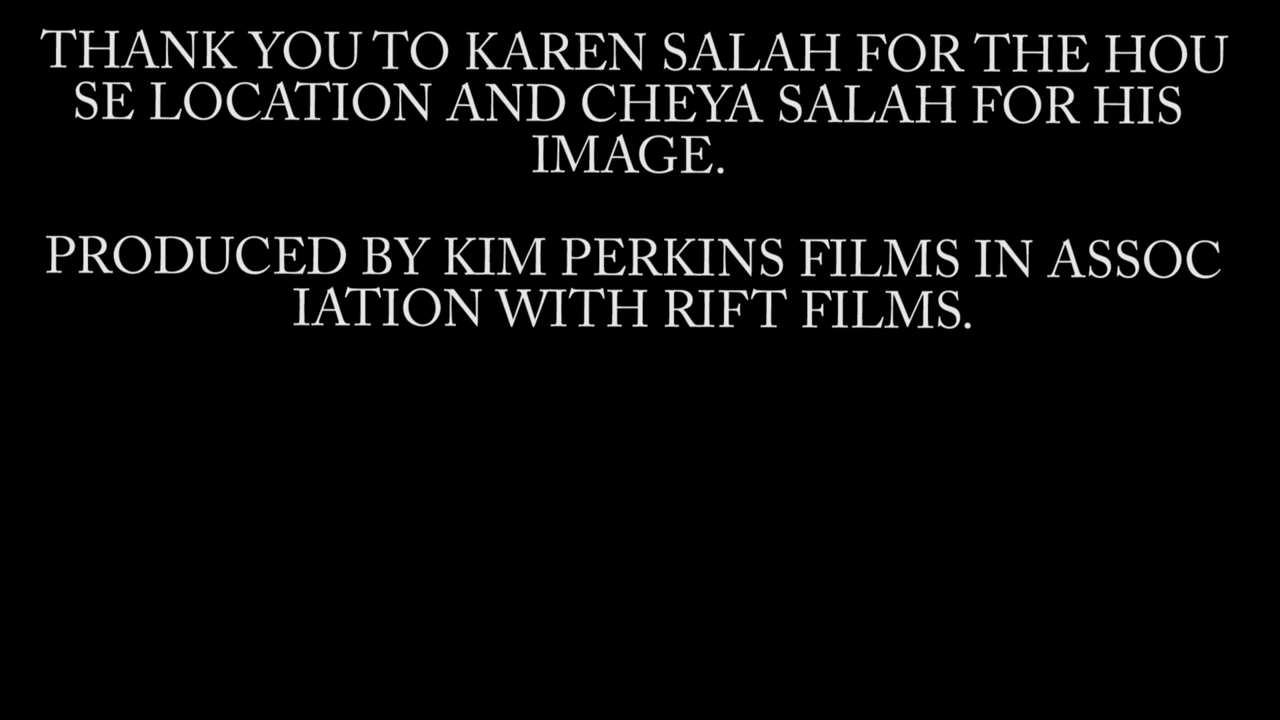 THANK YOU TO KAREN SALAH FOR THE HOU
SE LOCATION AND CHEYA SALAH FOR HIS
IMAGE.
PRODUCED BY KIM PERKINS FILMS IN ASSOC
IATION WITH RIFT FILMS.